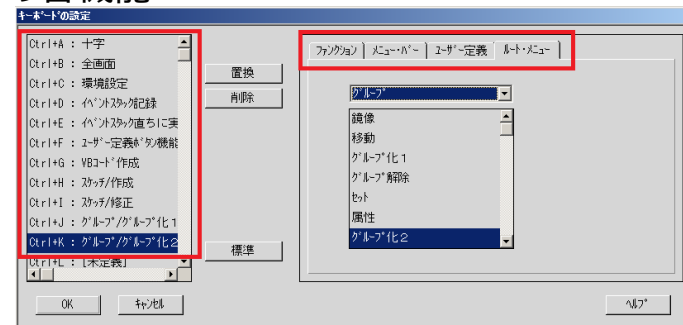 キーボードの設定
Ctrl+A : 十字
Ctrl+B : 全画面
Ctrl+C : 環境設定
Ctrl+D : イベントスタック記録
Ctrl+E : イベントスタック直ちに実
Ctrl+F : ユーザー定義ボタン機能
Ctrl+G : VBコード作成
Ctrl+H : スケッチ/作成
Ctrl+I : スケッチ/修正
Ctrl+J : グループ/グループ化1
Ctrl+K : グループ/グループ化2
Ctrl+L : [未定義]
置換
削除
標準
ファンクション
メニュー・バー
ユーザー定義
ルート・メニュー
グループ
鏡像
移動
グループ化1
グループ解除
セット
属性
グループ化2
OK
キャンセル
ヘルプ